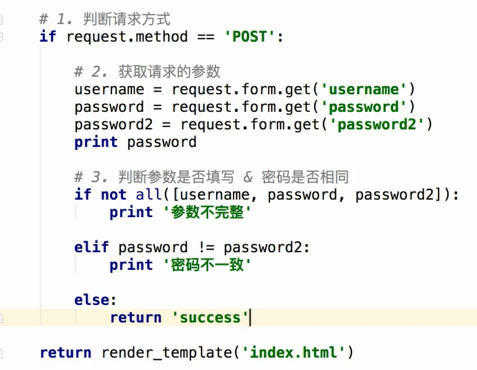 # 1. 判断请求方式
if request.method == 'POST':
# 2. 获取请求的参数
username = request.form.get('username')
password = request.form.get('password')
password2 = request.form.get('password2')
print password
# 3. 判断参数是否填写 & 密码是否相同
if not all([username, password, password2]):
print '参数不完整'
elif password != password2:
print '密码不一致'
else:
return 'success'
return render_template('index.html')